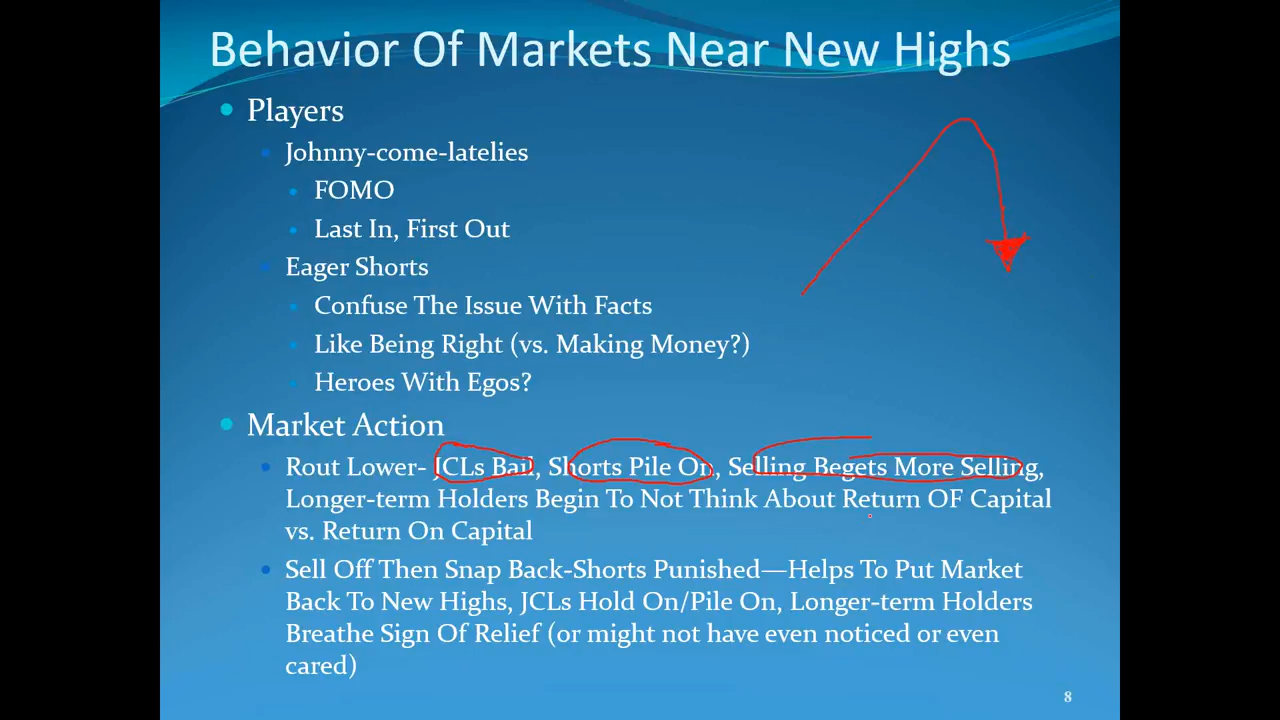 Behavior Of Markets Near New Highs
Players
Johnny-come-latelies
FOMO
Last In, First Out
Eager Shorts
Confuse The Issue With Facts
Like Being Right (vs. Making Money?)
Heroes With Egos?
Market Action
Rout Lower- JCLs Bail, Shorts Pile On, Selling Begets More Selling,
Longer-term Holders Begin To Not Think About Return OF Capital
vs. Return On Capital
Sell Off Then Snap Back-Shorts Punished—Helps To Put Market
Back To New Highs, JCLs Hold On/Pile On, Longer-term Holders
Breathe Sign Of Relief (or might not have even noticed or even
cared)
8